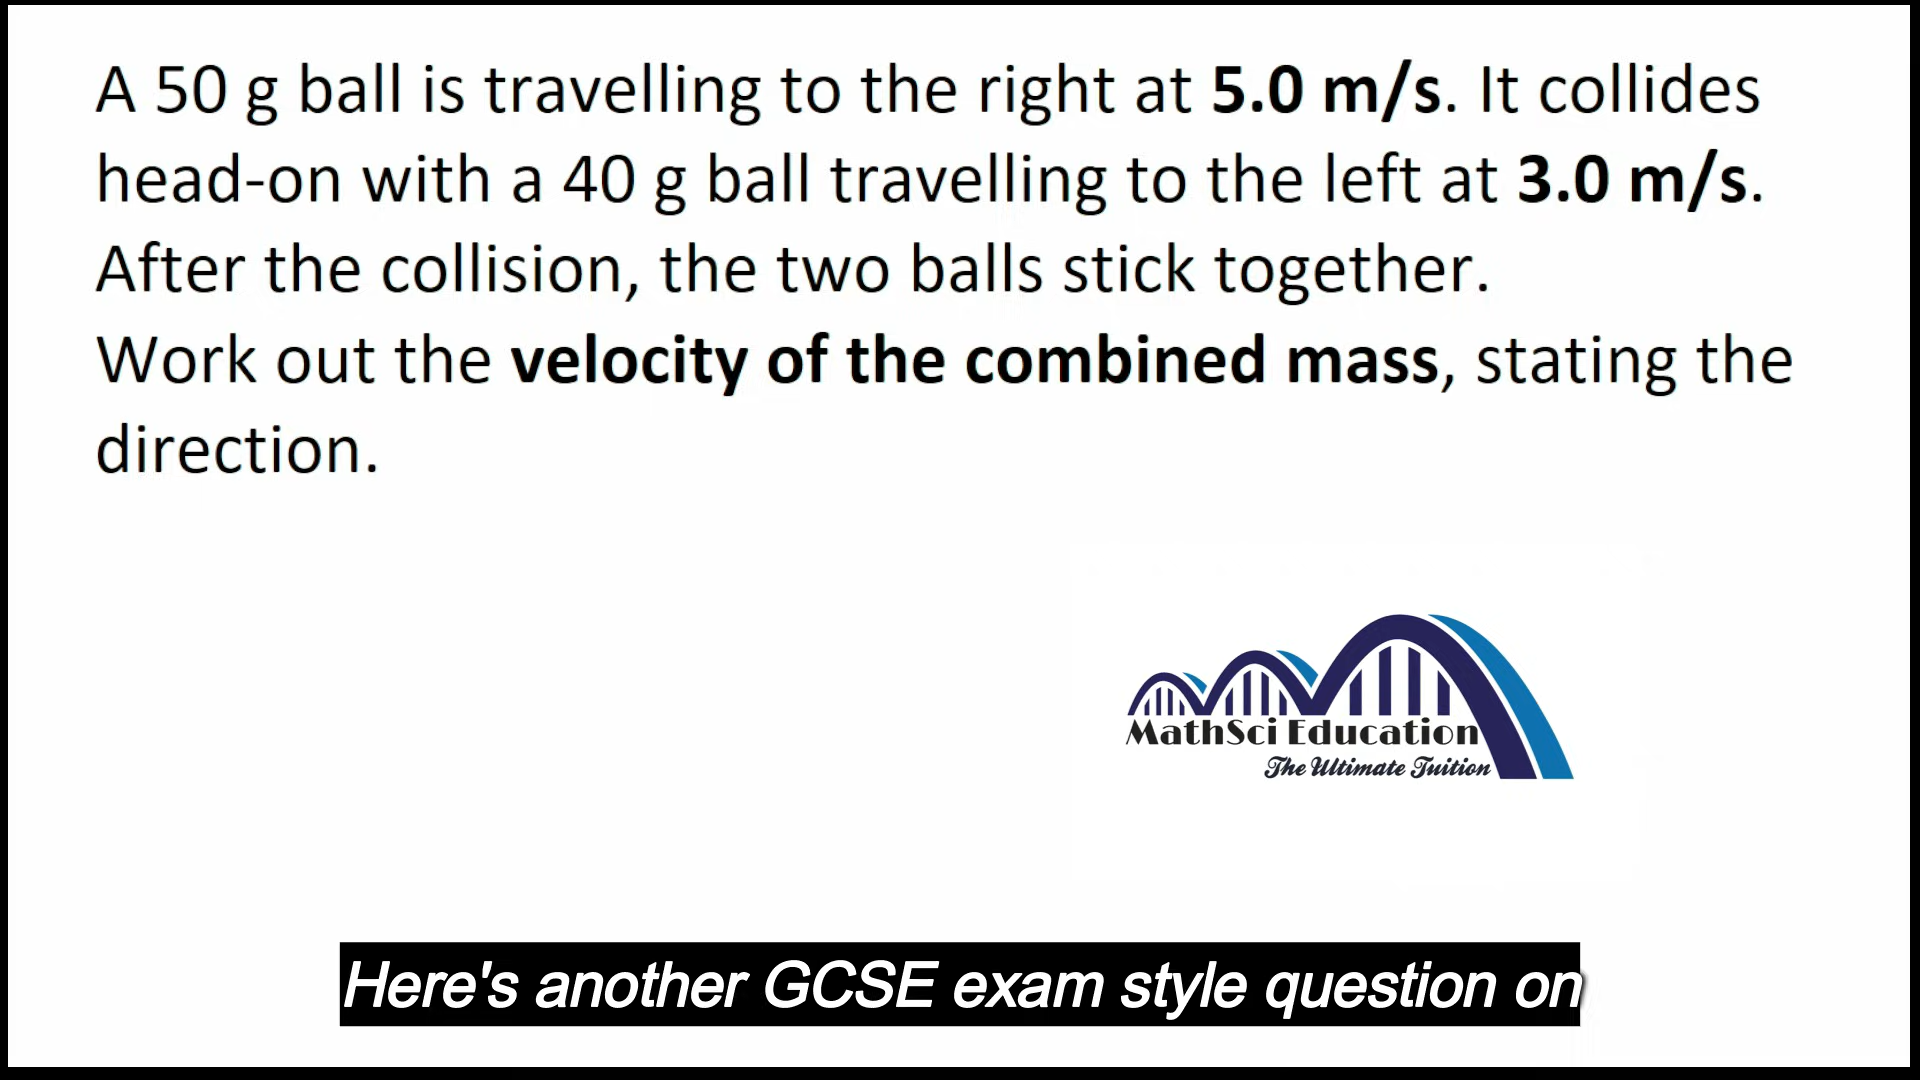 A 50 g ball is travelling to the right at 5.0 m/s. It collides
head-on with a 40 g ball travelling to the left at 3.0 m/s.
After the collision, the two balls stick together.
Work out the velocity of the combined mass, stating the
direction.
MathSci Education
The Ultimate Tuition
Here's another GCSE exam style question on